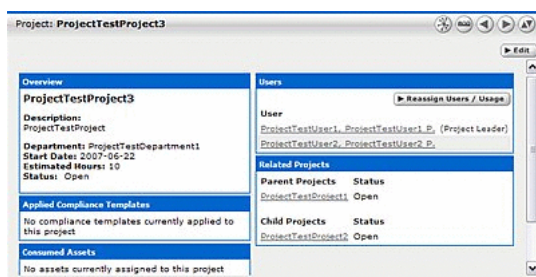 Project: ProjectTestProject3
Edit
Overview
ProjectTestProject3
Description:
ProjectTestProject
Department: ProjectTestDepartment1
Start Date: 2007-06-22
Estimated Hours: 10
Status: Open
Applied Compliance Templates
No compliance templates currently applied to
this project
Consumed Assets
No assets currently assigned to this project
Users
Reassign Users / Usage
User
ProjectTestUser1, ProjectTestUser1 P. (Project Leader)
ProjectTestUser2, ProjectTestUser2 P.
Related Projects
Parent Projects Status
ProjectTestProject1 Open
Child Projects Status
ProjectTestProject2 Open